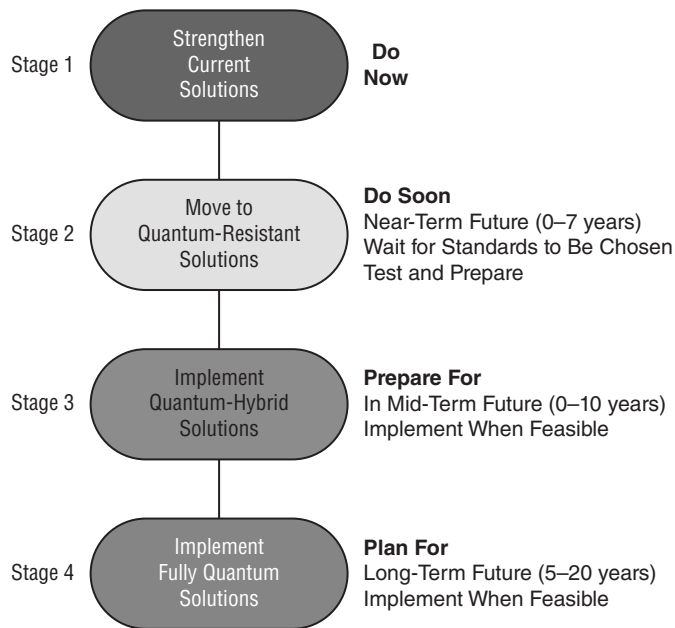 Stage 1
Strengthen
Current
Solutions
Do
Now
Stage 2
Move to
Quantum-Resistant
Solutions
Do Soon
Near-Term Future (0–7 years)
Wait for Standards to Be Chosen
Test and Prepare
Stage 3
Implement
Quantum-Hybrid
Solutions
Prepare For
In Mid-Term Future (0–10 years)
Implement When Feasible
Stage 4
Implement
Fully Quantum
Solutions
Plan For
Long-Term Future (5–20 years)
Implement When Feasible